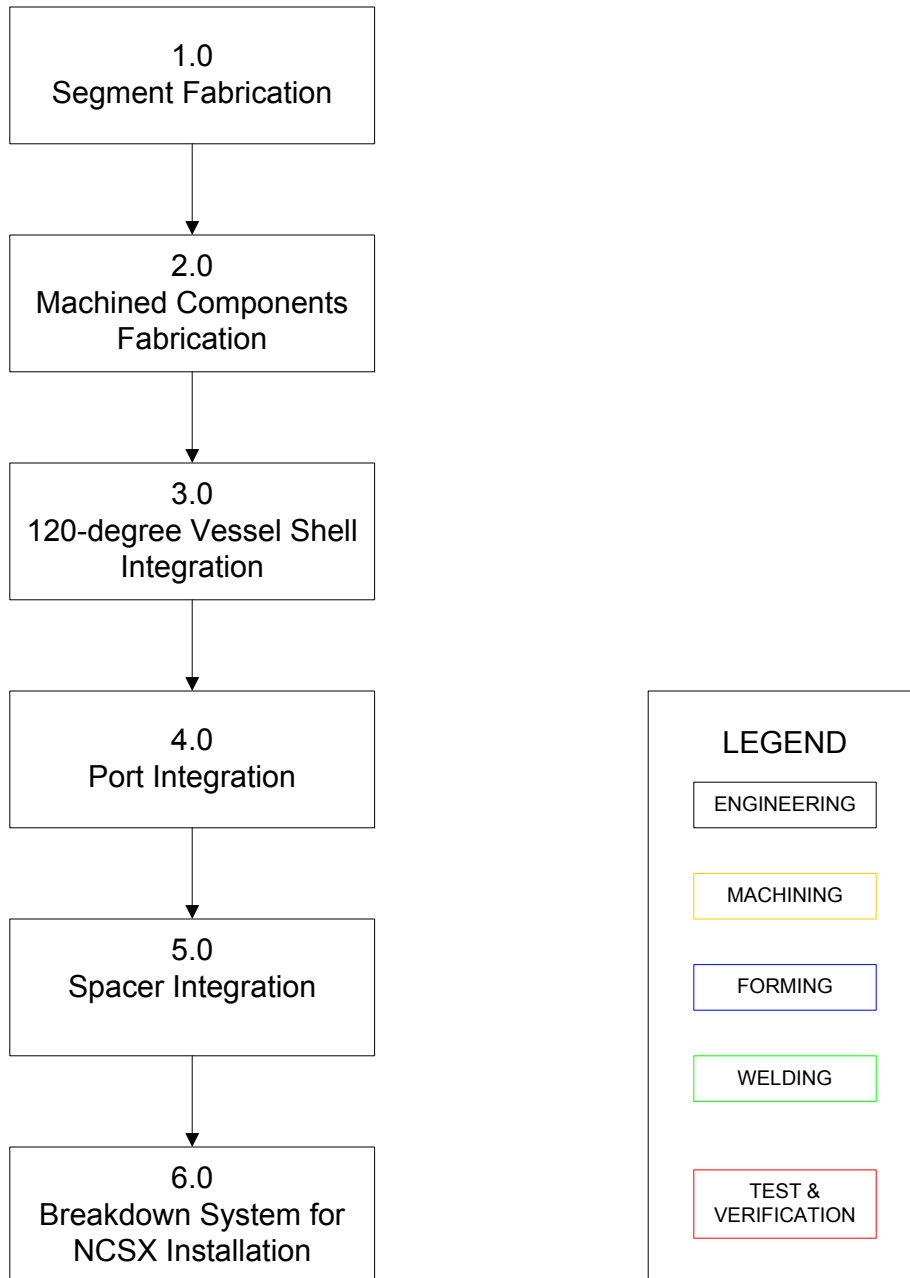 1.0
Segment Fabrication
2.0
Machined Components
Fabrication
3.0
120-degree Vessel Shell
Integration
4.0
Port Integration
5.0
Spacer Integration
6.0
Breakdown System for
NCSX Installation
LEGEND
ENGINEERING
MACHINING
FORMING
WELDING
TEST &
VERIFICATION